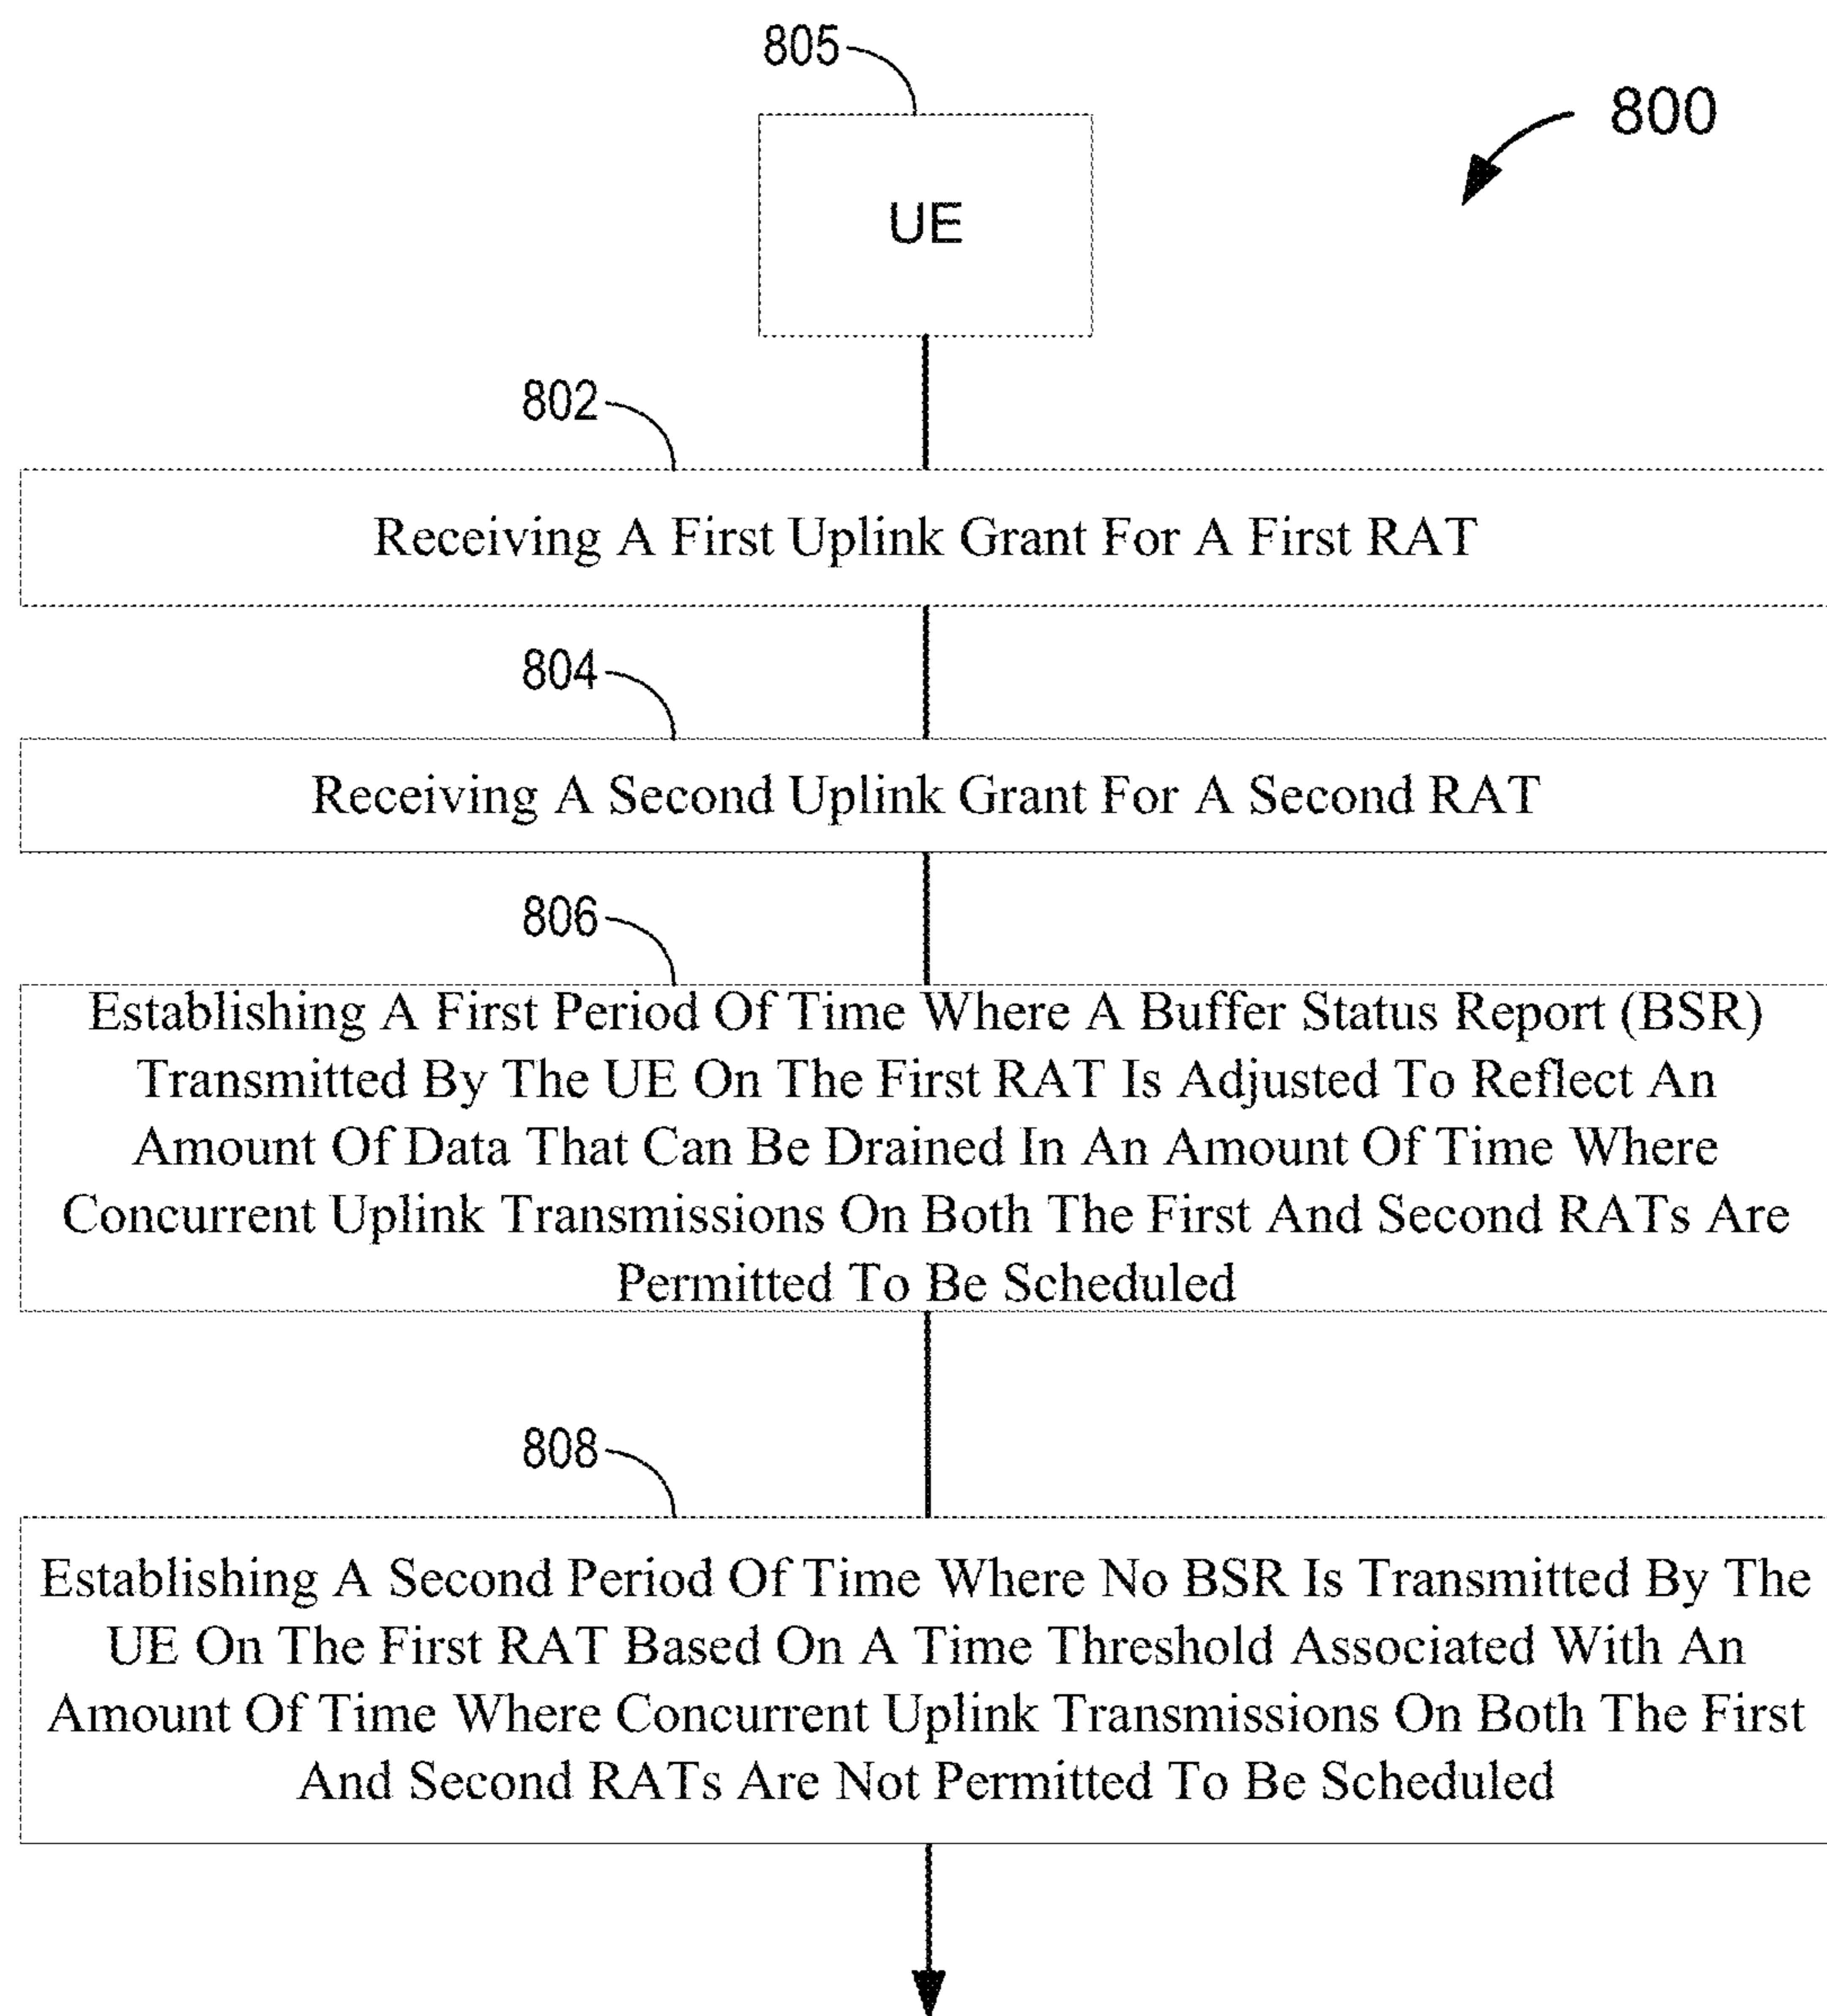 805
800
UE
802
Receiving A First Uplink Grant For A First RAT
804
Receiving A Second Uplink Grant For A Second RAT
806
Establishing A First Period Of Time Where A Buffer Status Report (BSR)
Transmitted By The UE On The First RAT Is Adjusted To Reflect An
Amount Of Data That Can Be Drained In An Amount Of Time Where
Concurrent Uplink Transmissions On Both The First And Second RATs Are
Permitted To Be Scheduled
808
Establishing A Second Period Of Time Where No BSR Is Transmitted By The
UE On The First RAT Based On A Time Threshold Associated With An
Amount Of Time Where Concurrent Uplink Transmissions On Both The First
And Second RATs Are Not Permitted To Be Scheduled